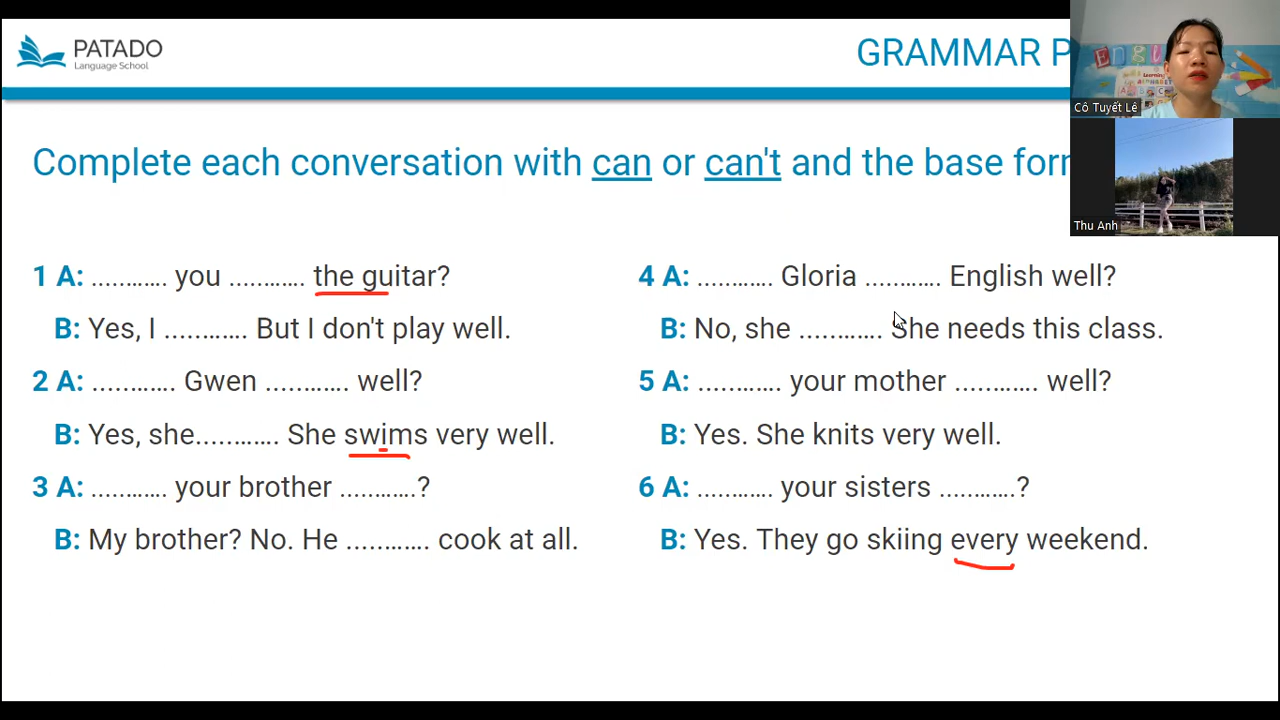 PATADO
Language School
GRAMMAR P
Complete each conversation with can or can't and the base for
1 A: ............ you ............ the guitar?
B: Yes, I ............. But I don't play well.
2 A: ............. Gwen ............. well?
B: Yes, she............. She swims very well.
3 A: ............ your brother ............?
B: My brother? No. He ............. cook at all.
4 A: ............ Gloria ............ English well?
B: No, she ............. She needs this class.
5 A: ............. your mother ............. well?
B: Yes. She knits very well.
6 A: ............ your sisters ............?
B: Yes. They go skiing every weekend.
Cô Tuyết Lê
Thu Anh